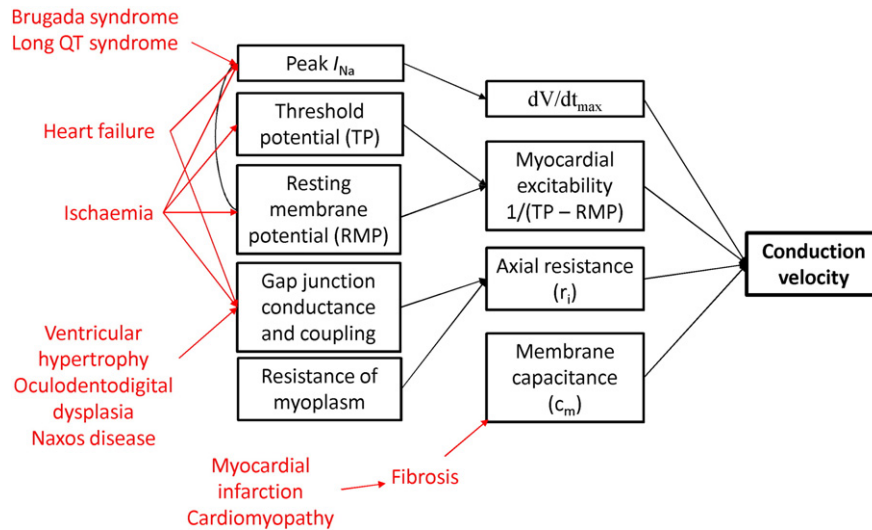 Brugada syndrome
Long QT syndrome
Heart failure
Ischaemia
Ventricular
hypertrophy
Oculodentodigital
dysplasia
Naxos disease
Myocardial
infarction
Cardiomyopathy
Fibrosis
Peak I_Na
Threshold
potential (TP)
Resting
membrane
potential (RMP)
Gap junction
conductance
and coupling
Resistance of
myoplasm
dV/dt_max
Myocardial
excitability
1/(TP – RMP)
Axial resistance
(r_i)
Membrane
capacitance
(c_m)
Conduction
velocity